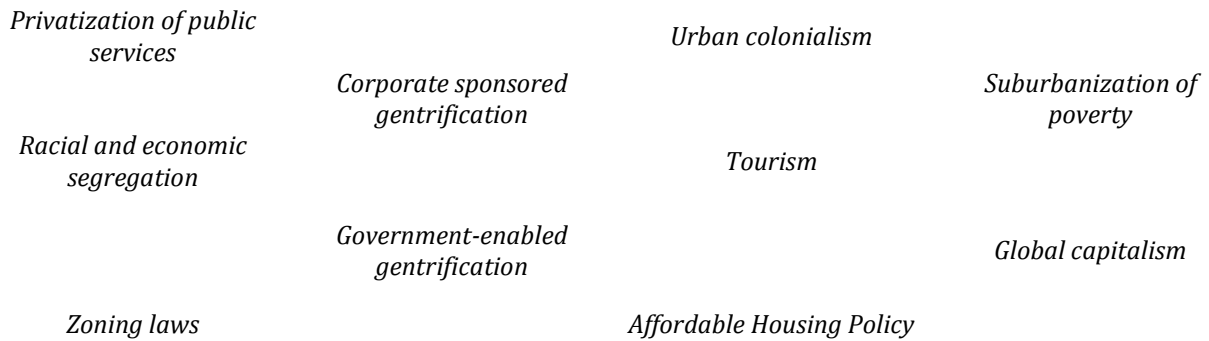 Privatization of public
services
Urban colonialism
Corporate sponsored
gentrification
Suburbanization of
poverty
Racial and economic
segregation
Tourism
Government-enabled
gentrification
Global capitalism
Zoning laws
Affordable Housing Policy